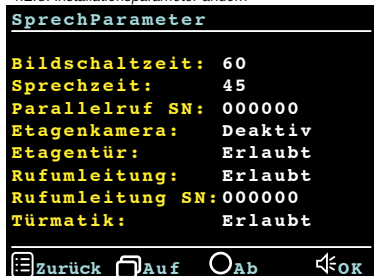 SprechParameter
Bildschaltzeit: 60
Sprechzeit: 45
Parallelruf SN: 000000
Etagenkamera: Deaktiv
Etagentür: Erlaubt
Rufumleitung: Erlaubt
Rufumleitung SN:000000
Türmatik: Erlaubt
Zurück Auf Ab OK